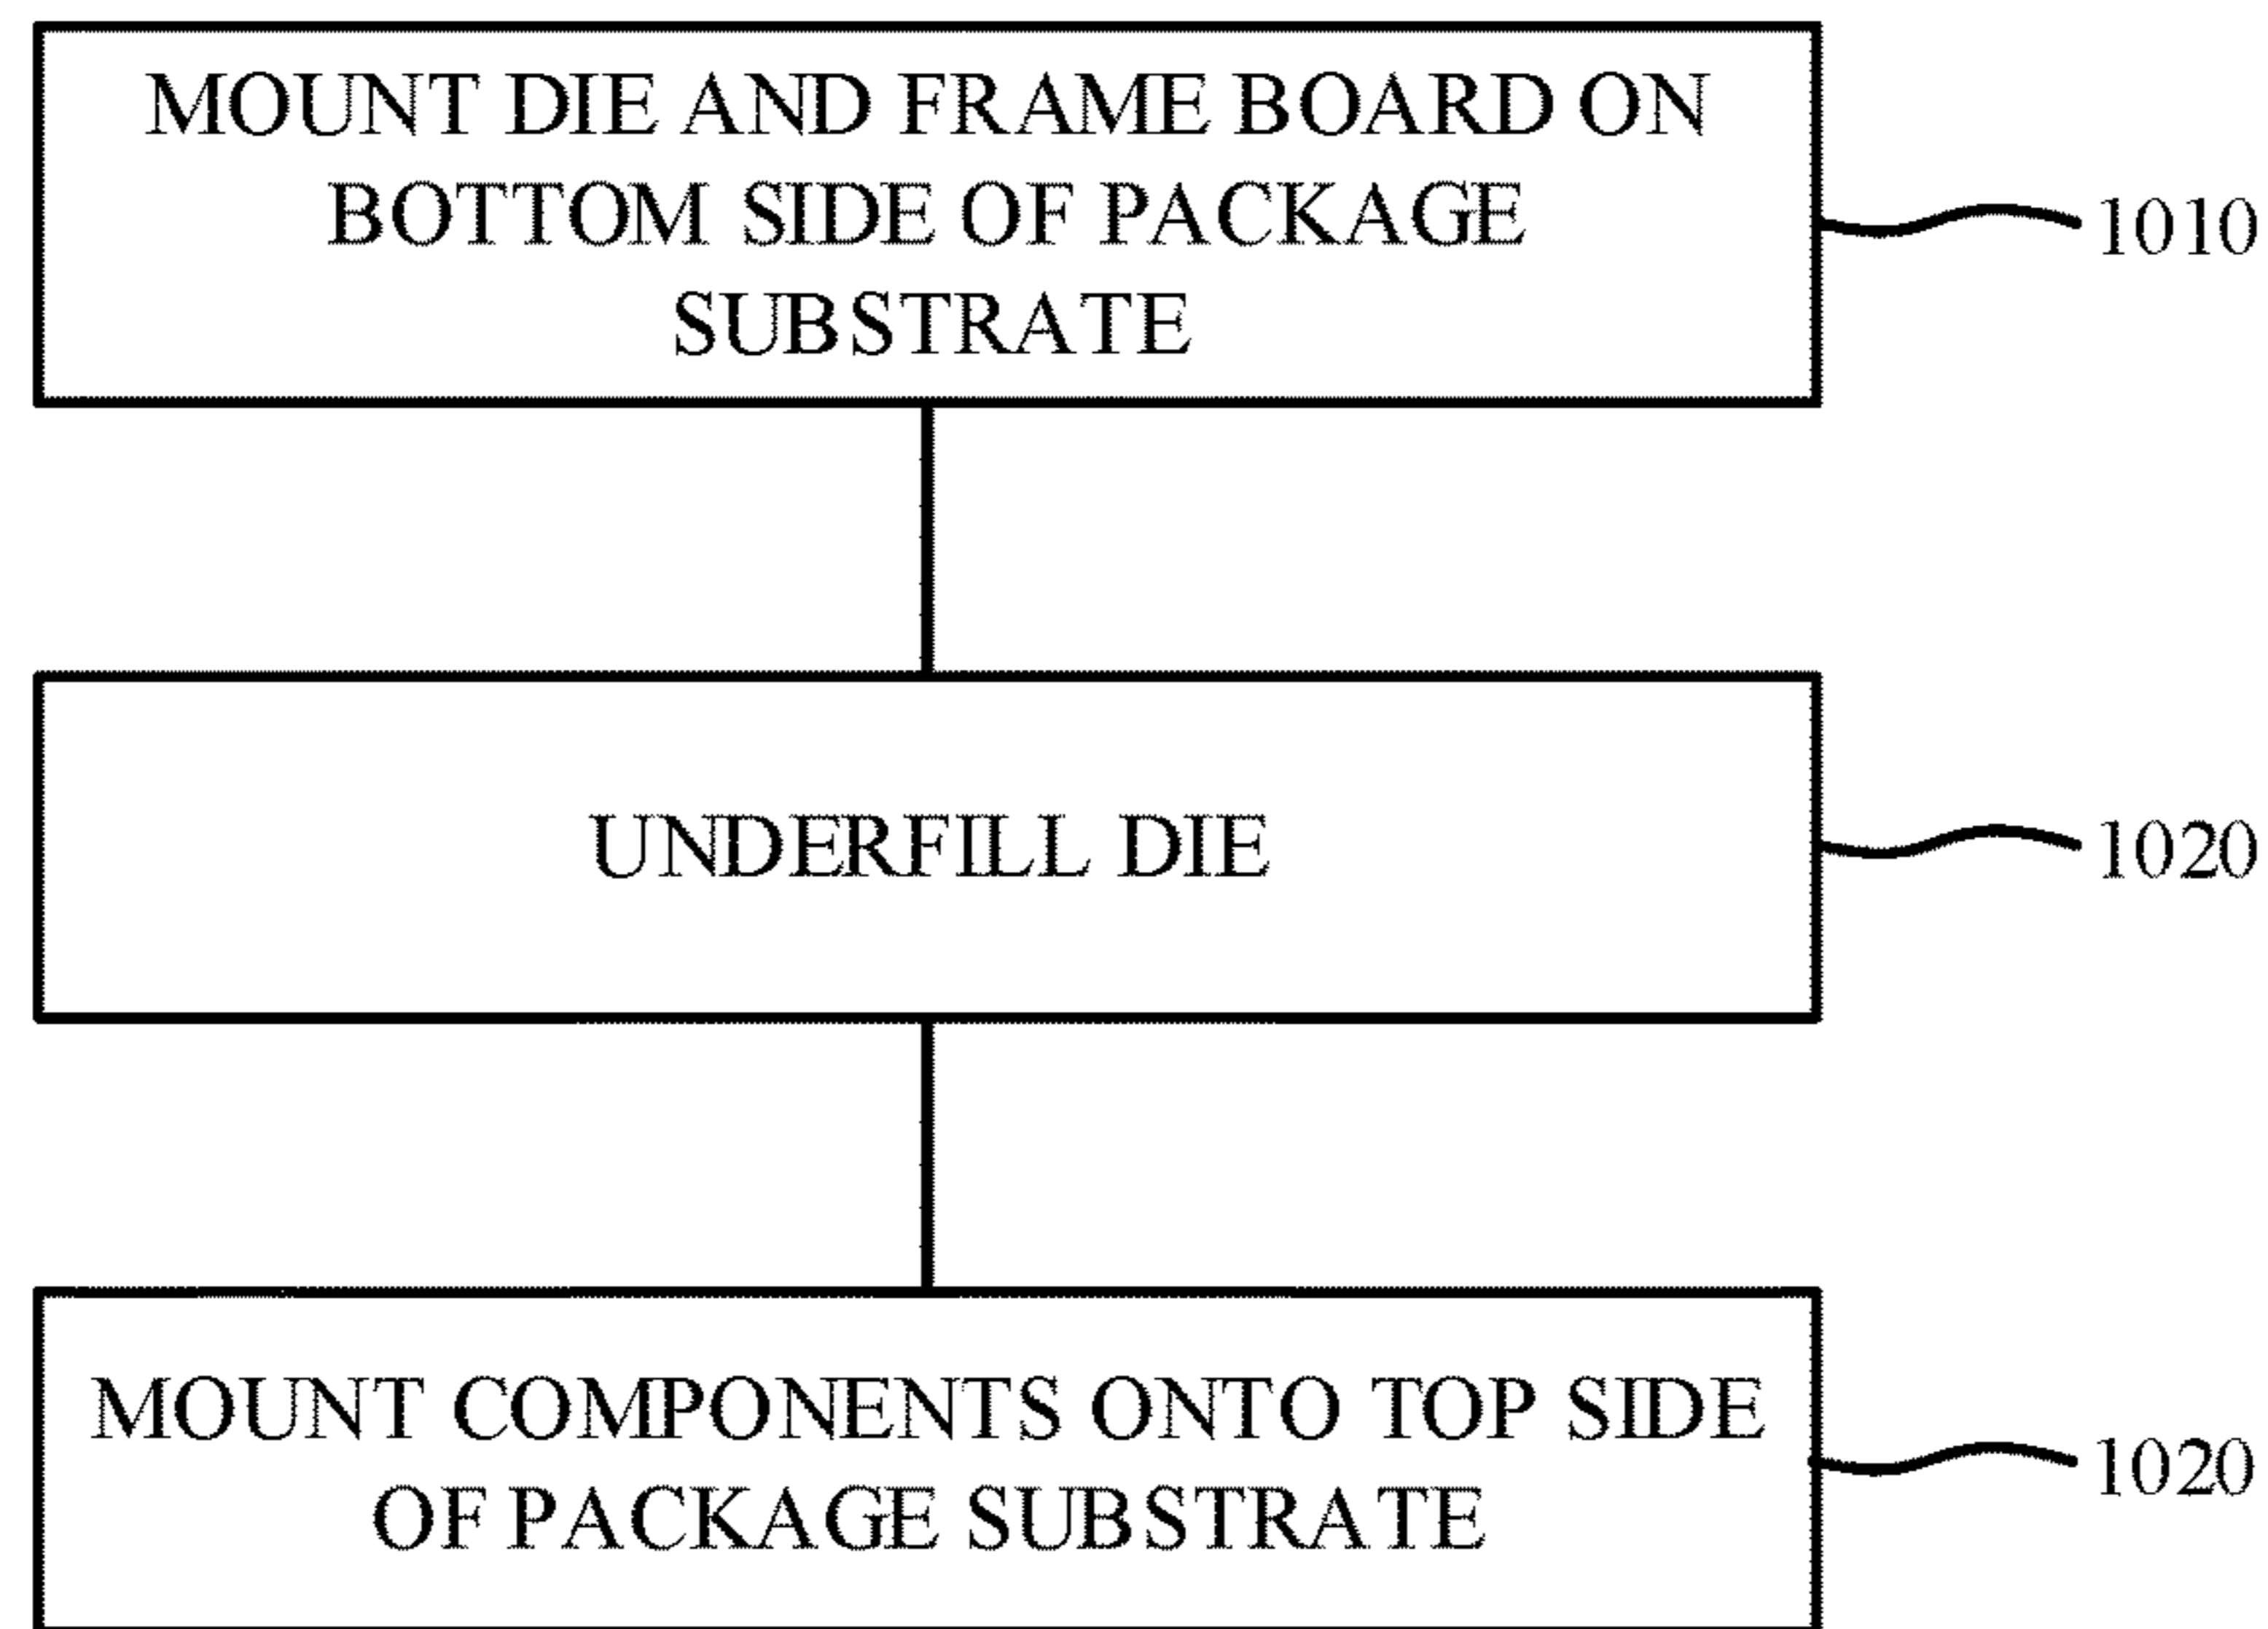 MOUNT DIE AND FRAME BOARD ON
BOTTOM SIDE OF PACKAGE
SUBSTRATE
1010
UNDERFILL DIE
1020
MOUNT COMPONENTS ONTO TOP SIDE
OF PACKAGE SUBSTRATE
1020